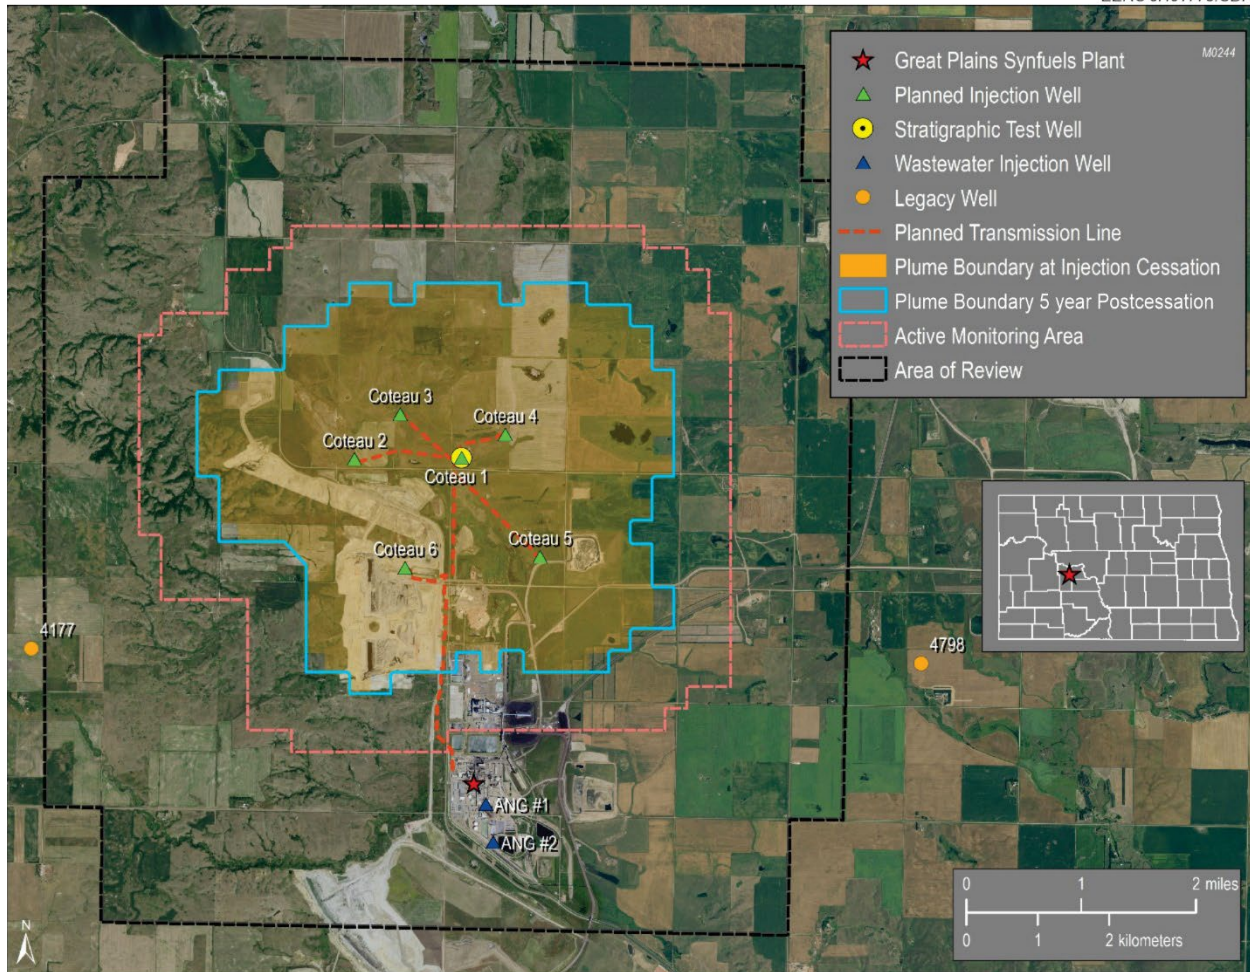 M0244
Great Plains Synfuels Plant
Planned Injection Well
Stratigraphic Test Well
Wastewater Injection Well
Legacy Well
Planned Transmission Line
Plume Boundary at Injection Cessation
Plume Boundary 5 year Postcessation
Active Monitoring Area
Area of Review
Coteau 3
Coteau 4
Coteau 2
Coteau 1
Coteau 5
Coteau 6
4177
4798
ANG #1
ANG #2
0 1 2 miles
0 1 2 kilometers
N